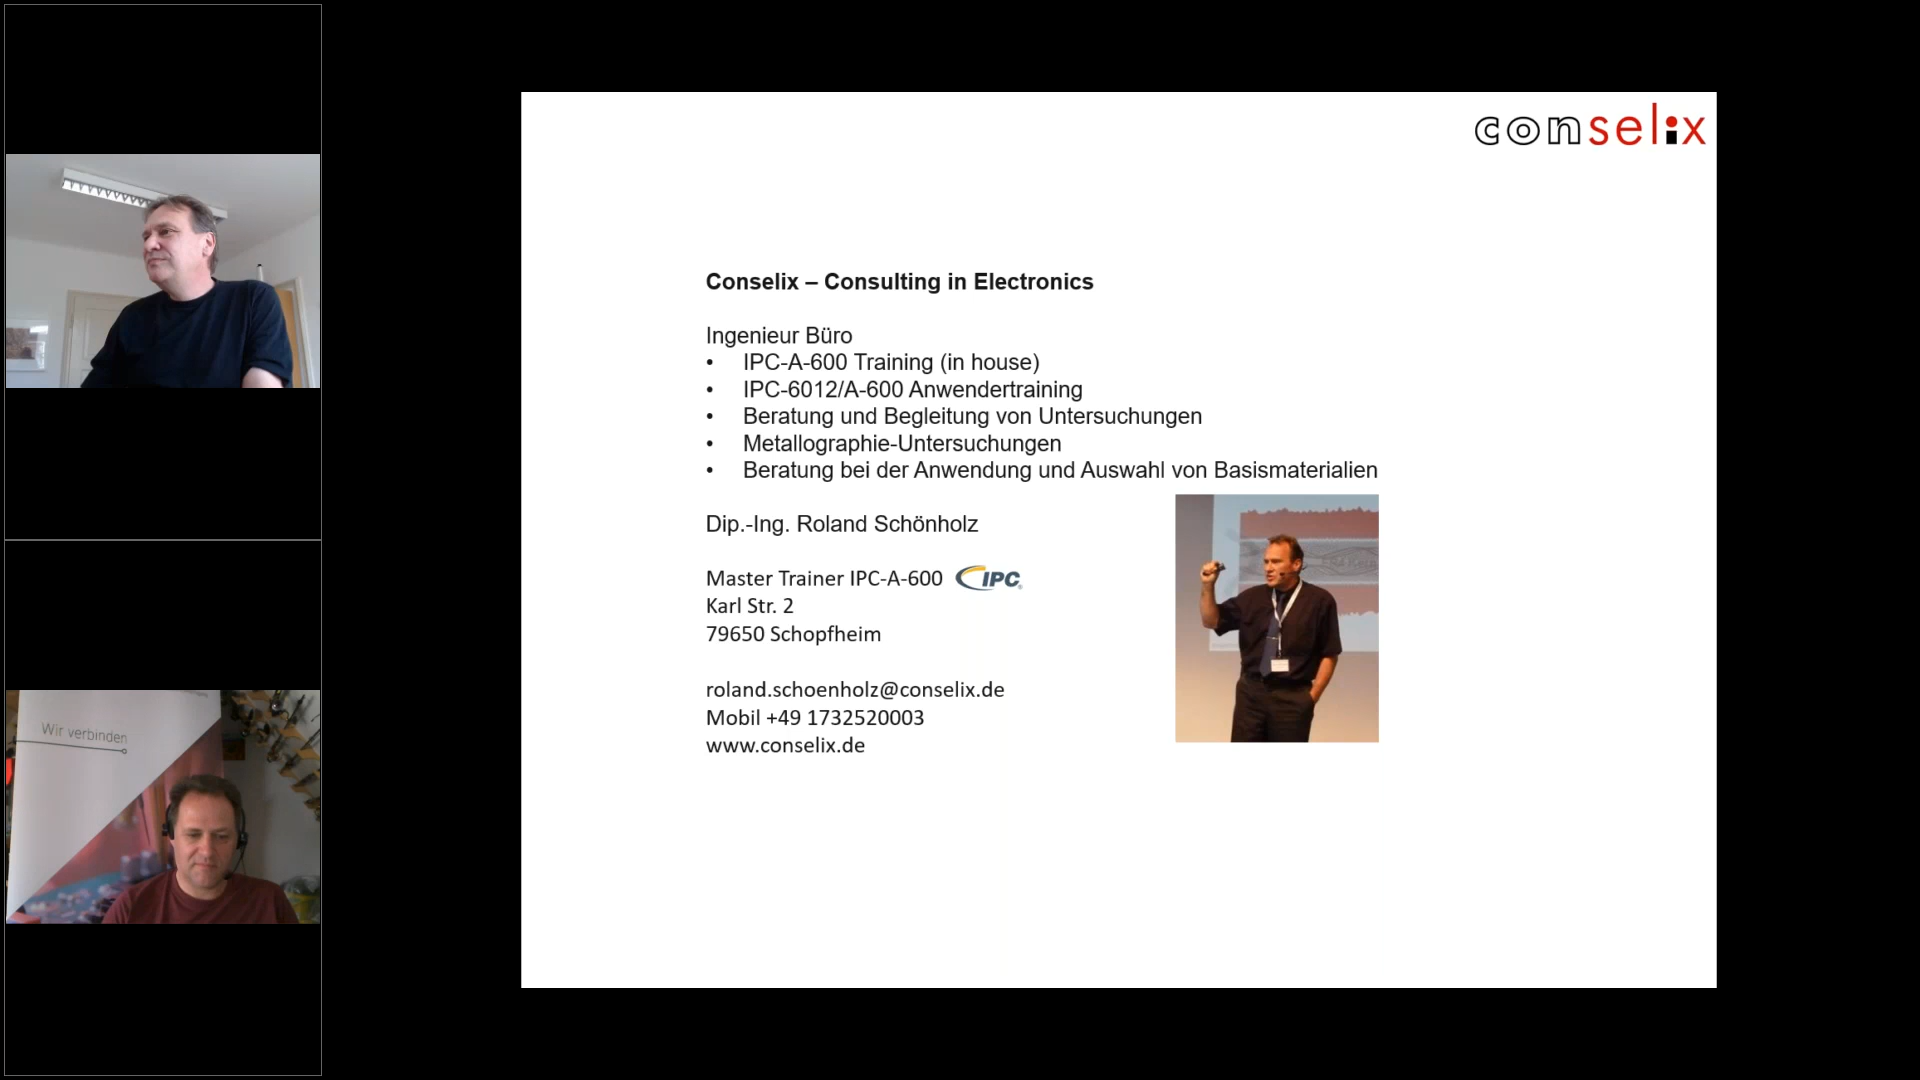 conselix
Conselix – Consulting in Electronics
Ingenieur Büro
• IPC-A-600 Training (in house)
• IPC-6012/A-600 Anwendertraining
• Beratung und Begleitung von Untersuchungen
• Metallographie-Untersuchungen
• Beratung bei der Anwendung und Auswahl von Basismaterialien
Dip.-Ing. Roland Schönholz
Master Trainer IPC-A-600 IPC
Karl Str. 2
79650 Schopfheim
roland.schoenholz@conselix.de
Mobil +49 1732520003
www.conselix.de
Wir verbinden